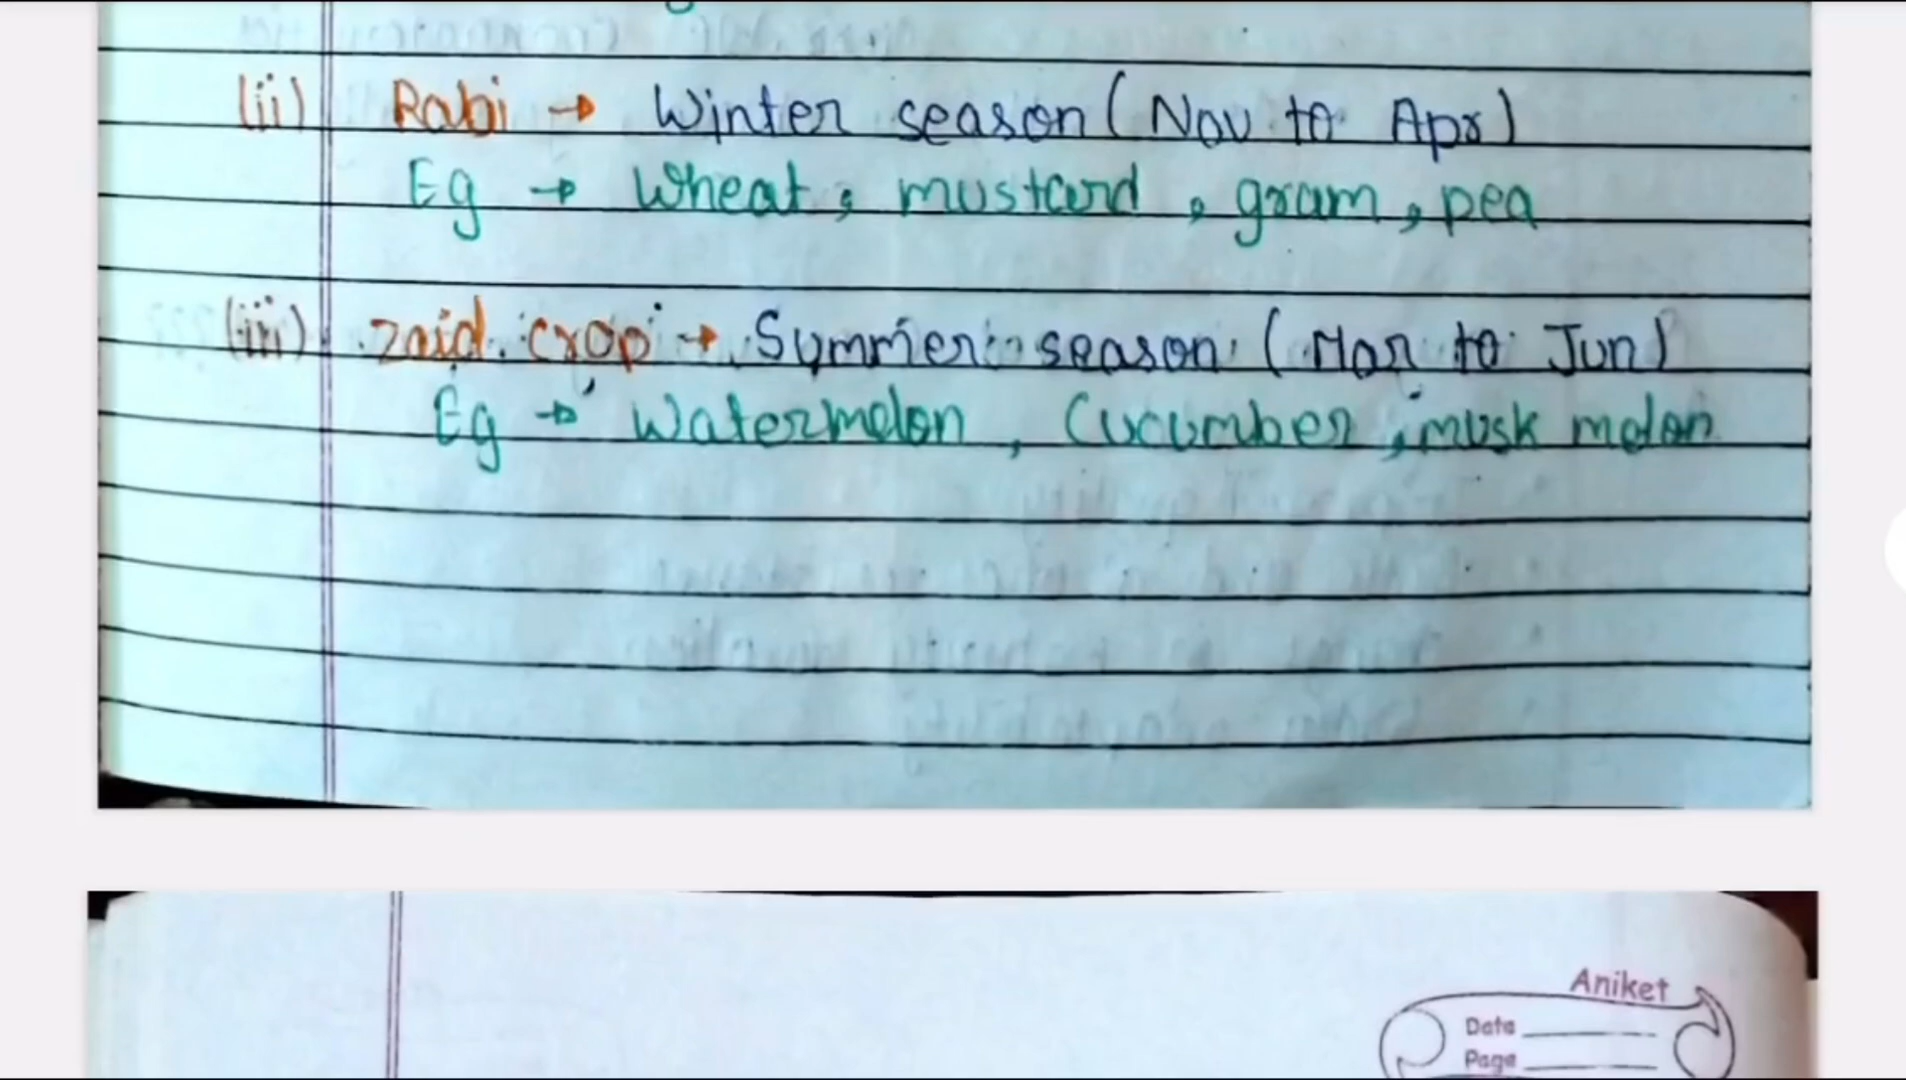 (ii) Rabi → Winter season (Nov to Apr)
Eg → Wheat, mustard, gram, pea
(iii) Zaid crop → Summer season (Mar to Jun)
Eg → Watermelon, Cucumber, musk melon
Aniket
Date
Page